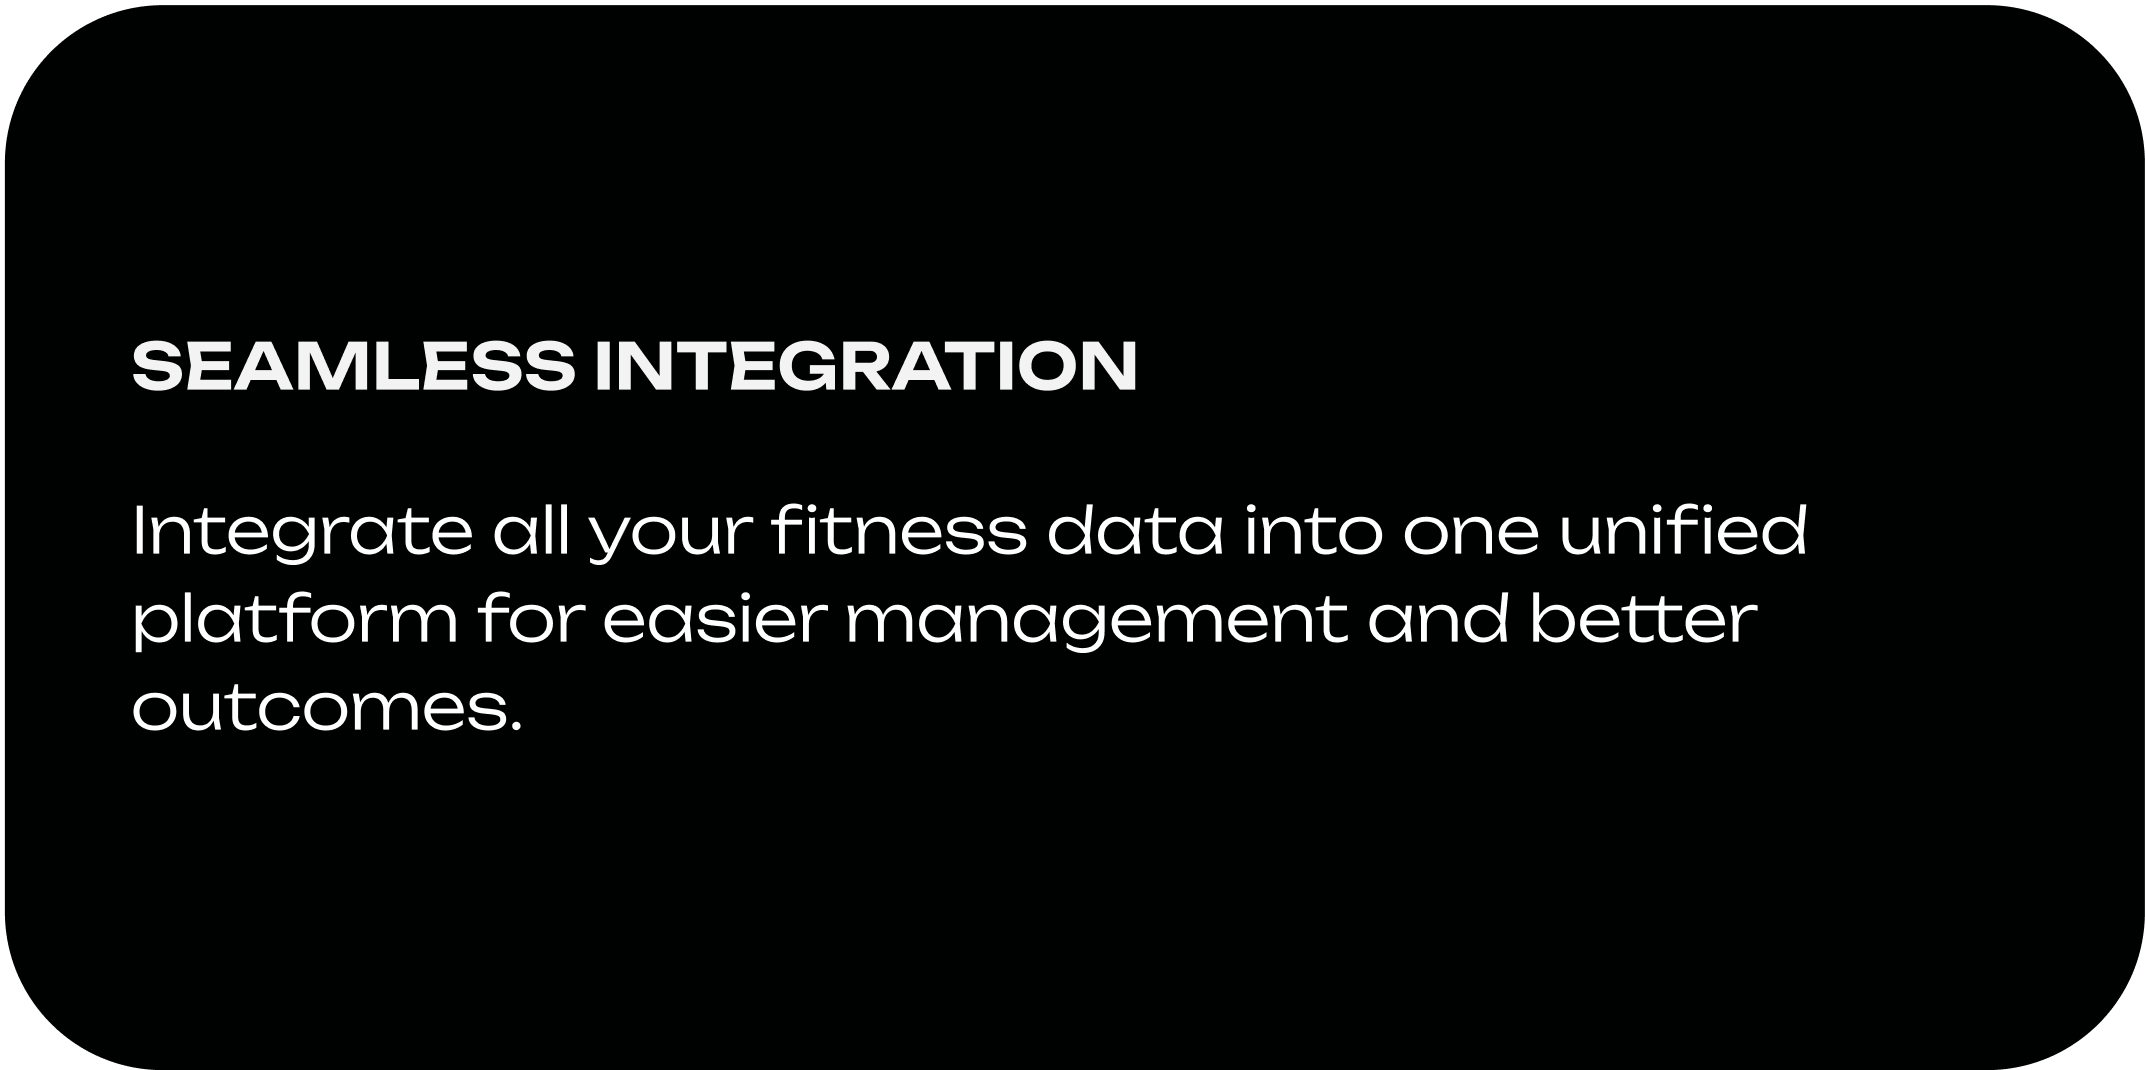 SEAMLESS INTEGRATION
Integrate all your fitness data into one unified
platform for easier management and better
outcomes.